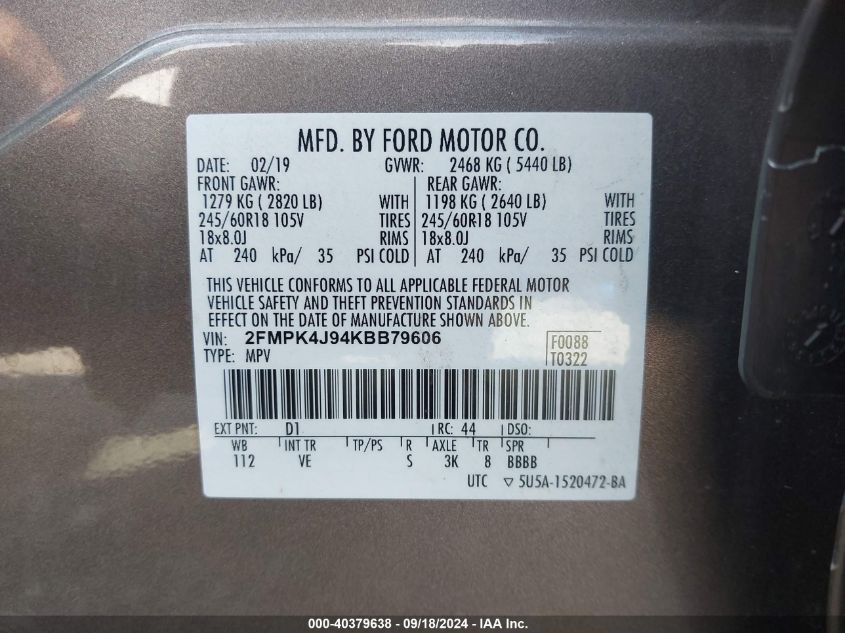 MFD. BY FORD MOTOR CO.
DATE: 02/19 GVWR: 2468 KG ( 5440 LB)
FRONT GAWR: REAR GAWR:
1279 KG ( 2820 LB) WITH 1198 KG ( 2640 LB) WITH
245/60R18 105V TIRES 245/60R18 105V TIRES
18x8.0J RIMS 18x8.0J RIMS
AT 240 kPa/ 35 PSI COLD AT 240 kPa/ 35 PSI COLD
THIS VEHICLE CONFORMS TO ALL APPLICABLE FEDERAL MOTOR
VEHICLE SAFETY AND THEFT PREVENTION STANDARDS IN
EFFECT ON THE DATE OF MANUFACTURE SHOWN ABOVE.
VIN: 2FMPK4J94KBB79606 F0088
TYPE: MPV T0322
EXT PNT: D1 RC: 44 DSO:
WB INT TR TP/PS R AXLE TR SPR
112 VE S 3K 8 BBBB
UTC ▽ 5U5A-1520472-BA
000-40379638 - 09/18/2024 - IAA Inc.